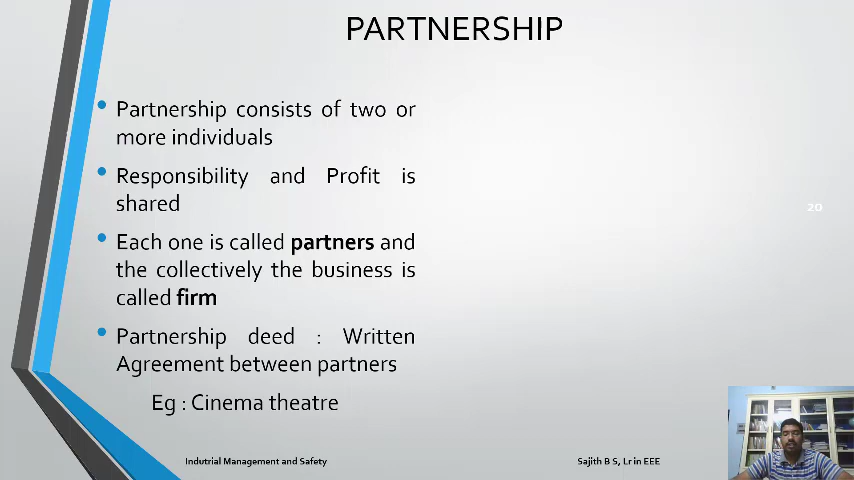 PARTNERSHIP
Partnership consists of two or
more individuals
Responsibility and Profit is
shared
Each one is called partners and
the collectively the business is
called firm
Partnership deed : Written
Agreement between partners
Eg : Cinema theatre
20
Indutrial Management and Safety
Sajith B S, Lr in EEE